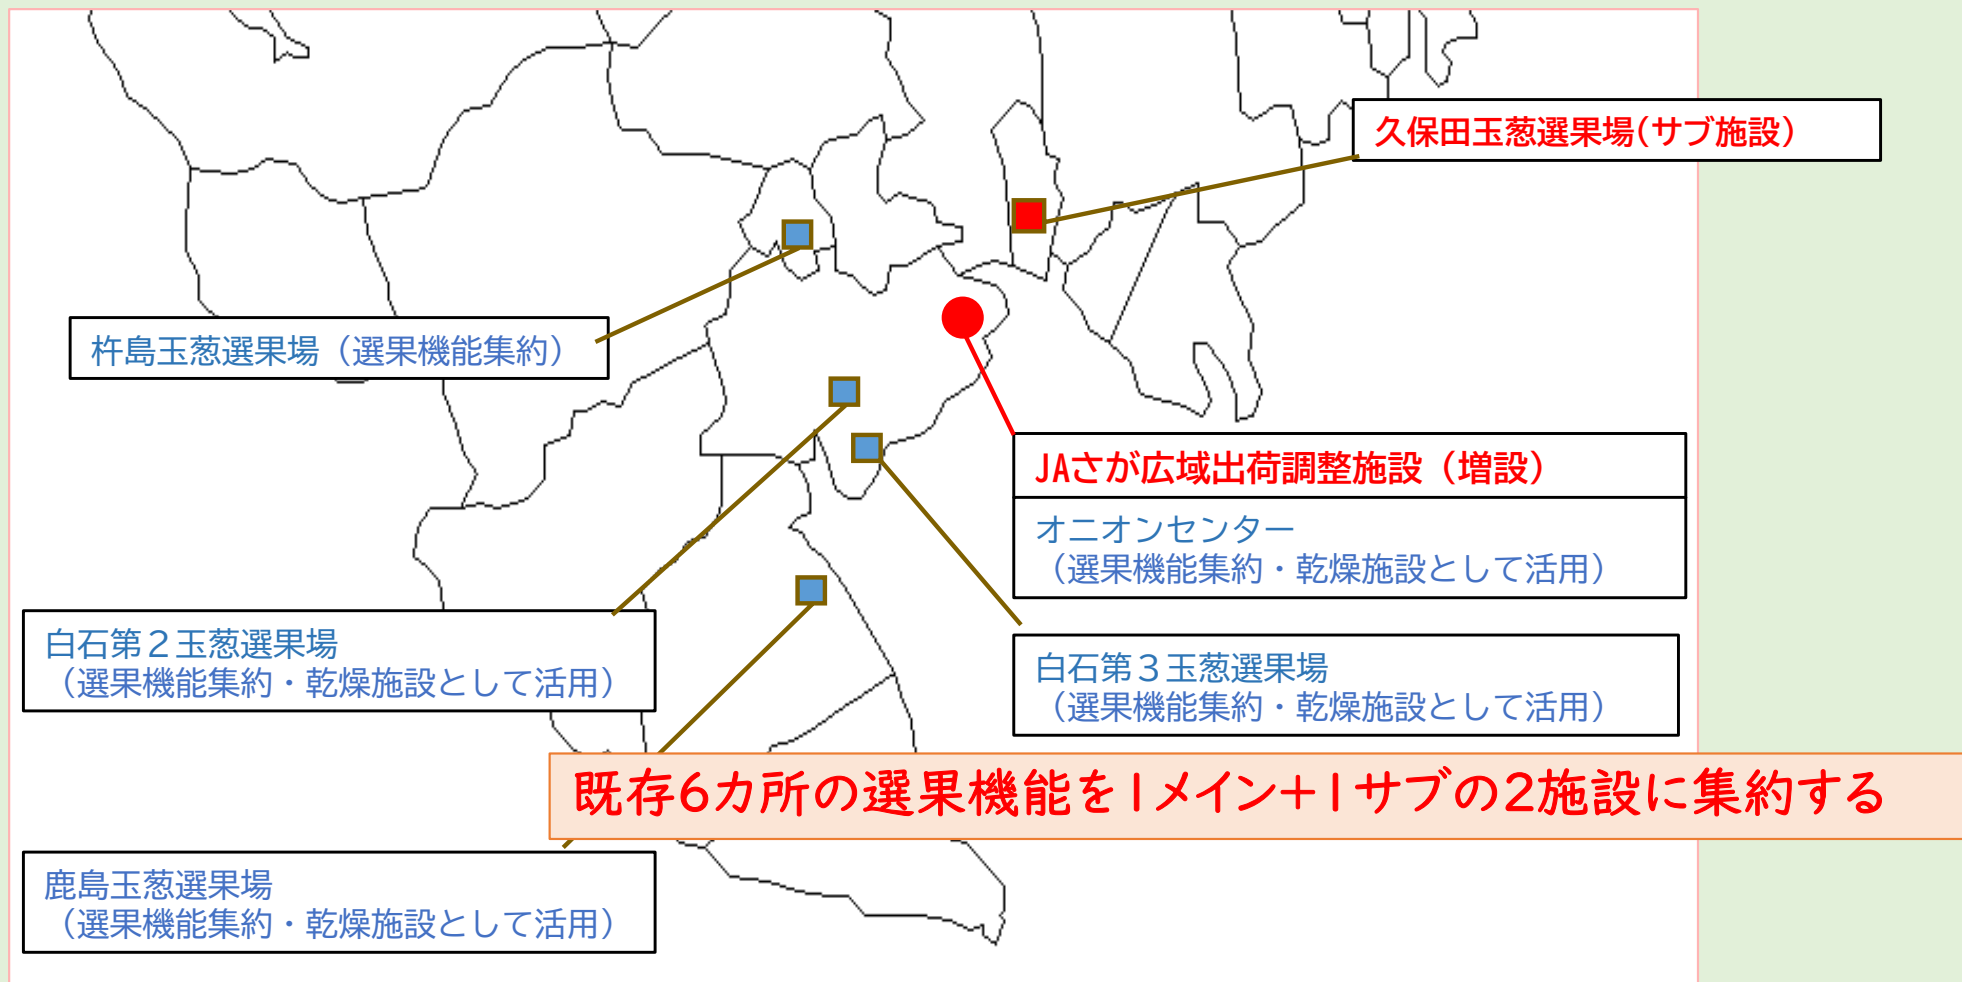 久保田玉葱選果場(サブ施設)
杵島玉葱選果場（選果機能集約）
JAさが広域出荷調整施設（増設）
オニオンセンター
（選果機能集約・乾燥施設として活用）
白石第２玉葱選果場
（選果機能集約・乾燥施設として活用）
白石第３玉葱選果場
（選果機能集約・乾燥施設として活用）
既存6カ所の選果機能を1メイン+1サブの2施設に集約する
鹿島玉葱選果場
（選果機能集約・乾燥施設として活用）